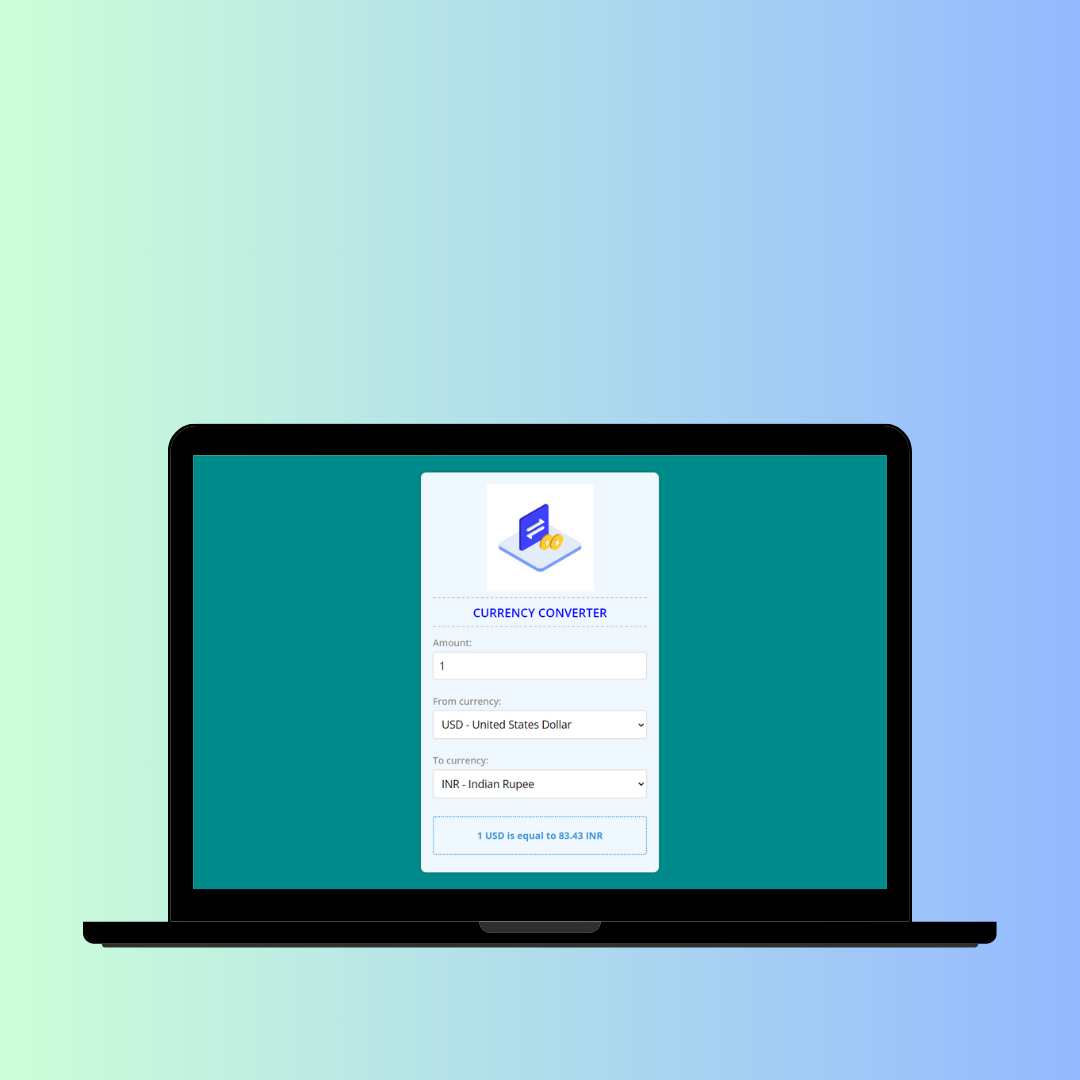 CURRENCY CONVERTER
Amount:
1
From currency:
USD - United States Dollar
To currency:
INR - Indian Rupee
1 USD is equal to 83.43 INR